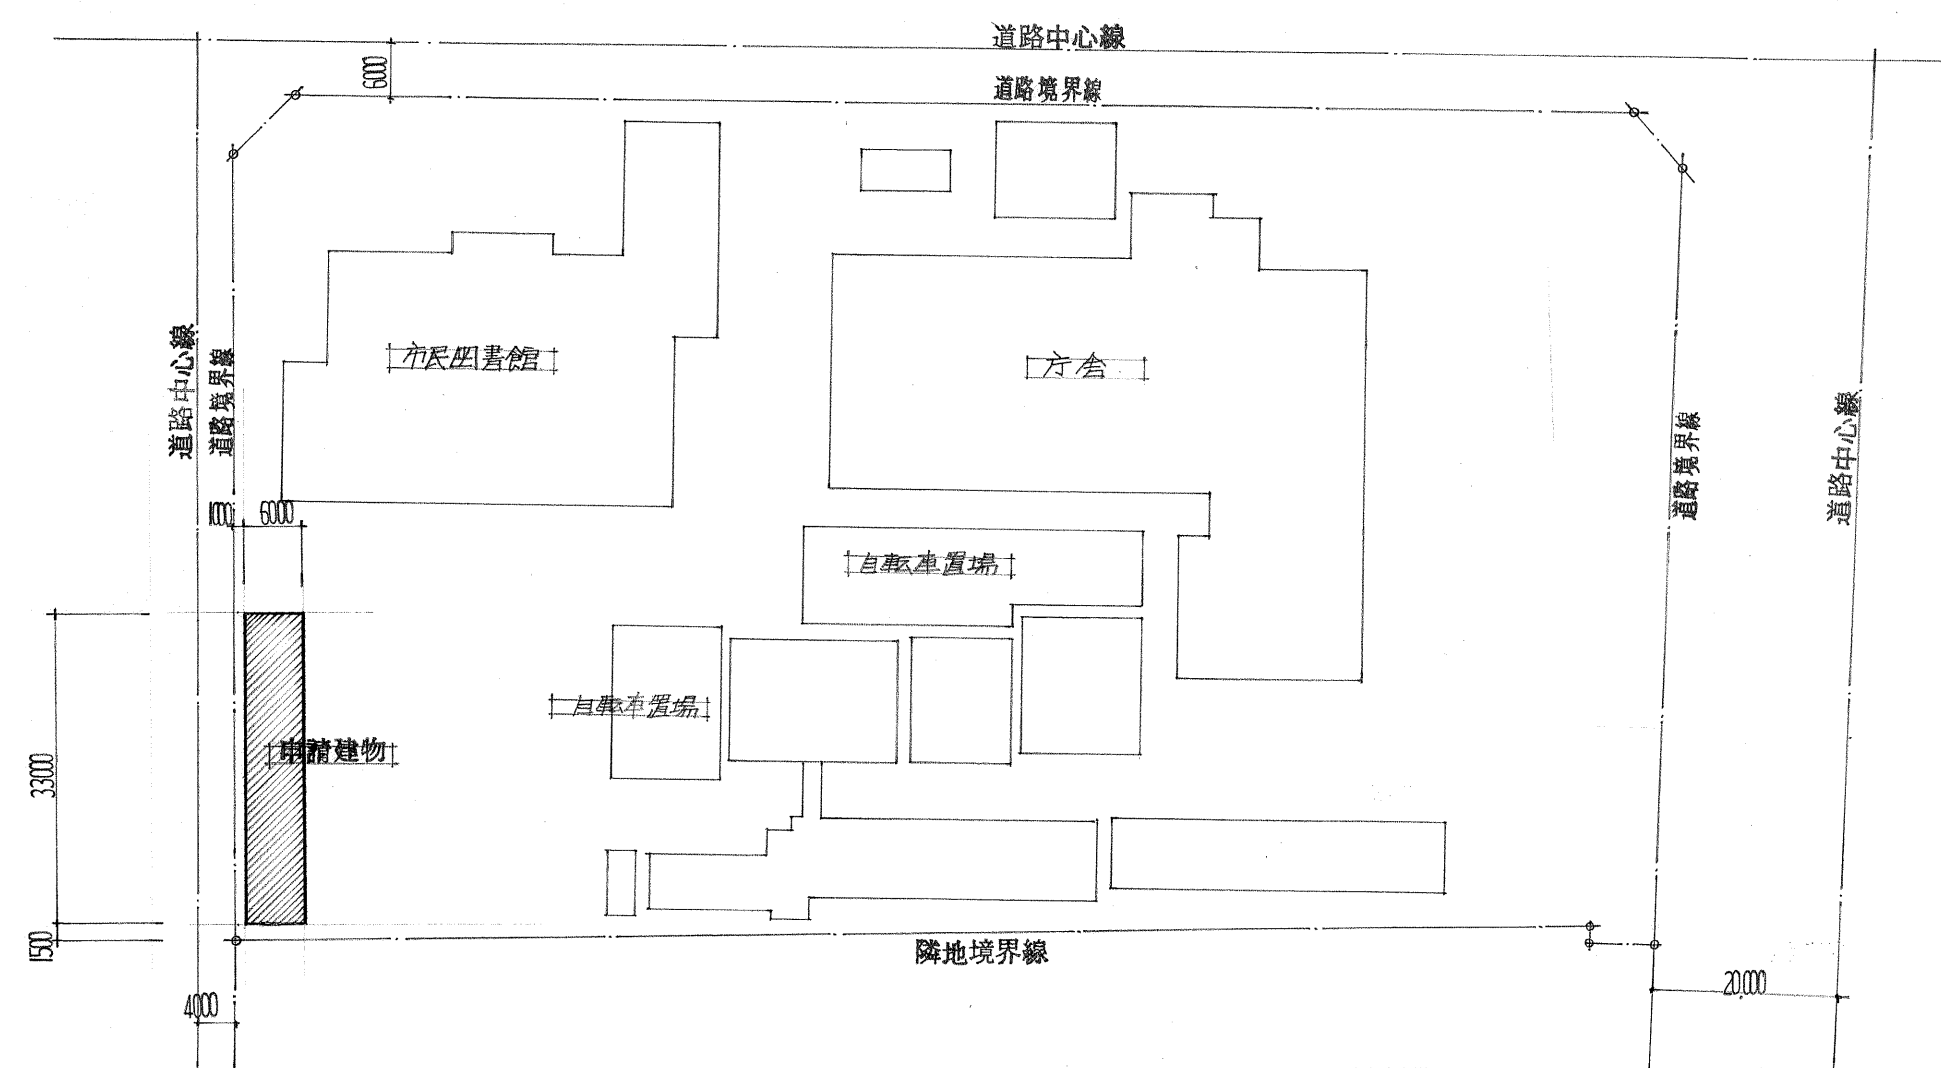 道路中心線
6000
道路境界線
道路中心線
道路境界線
市民図書館
庁舎
道路境界線
道路中心線
1000
6000
自転車置場
自転車置場
申請建物
33000
1500
隣地境界線
4000
20,000